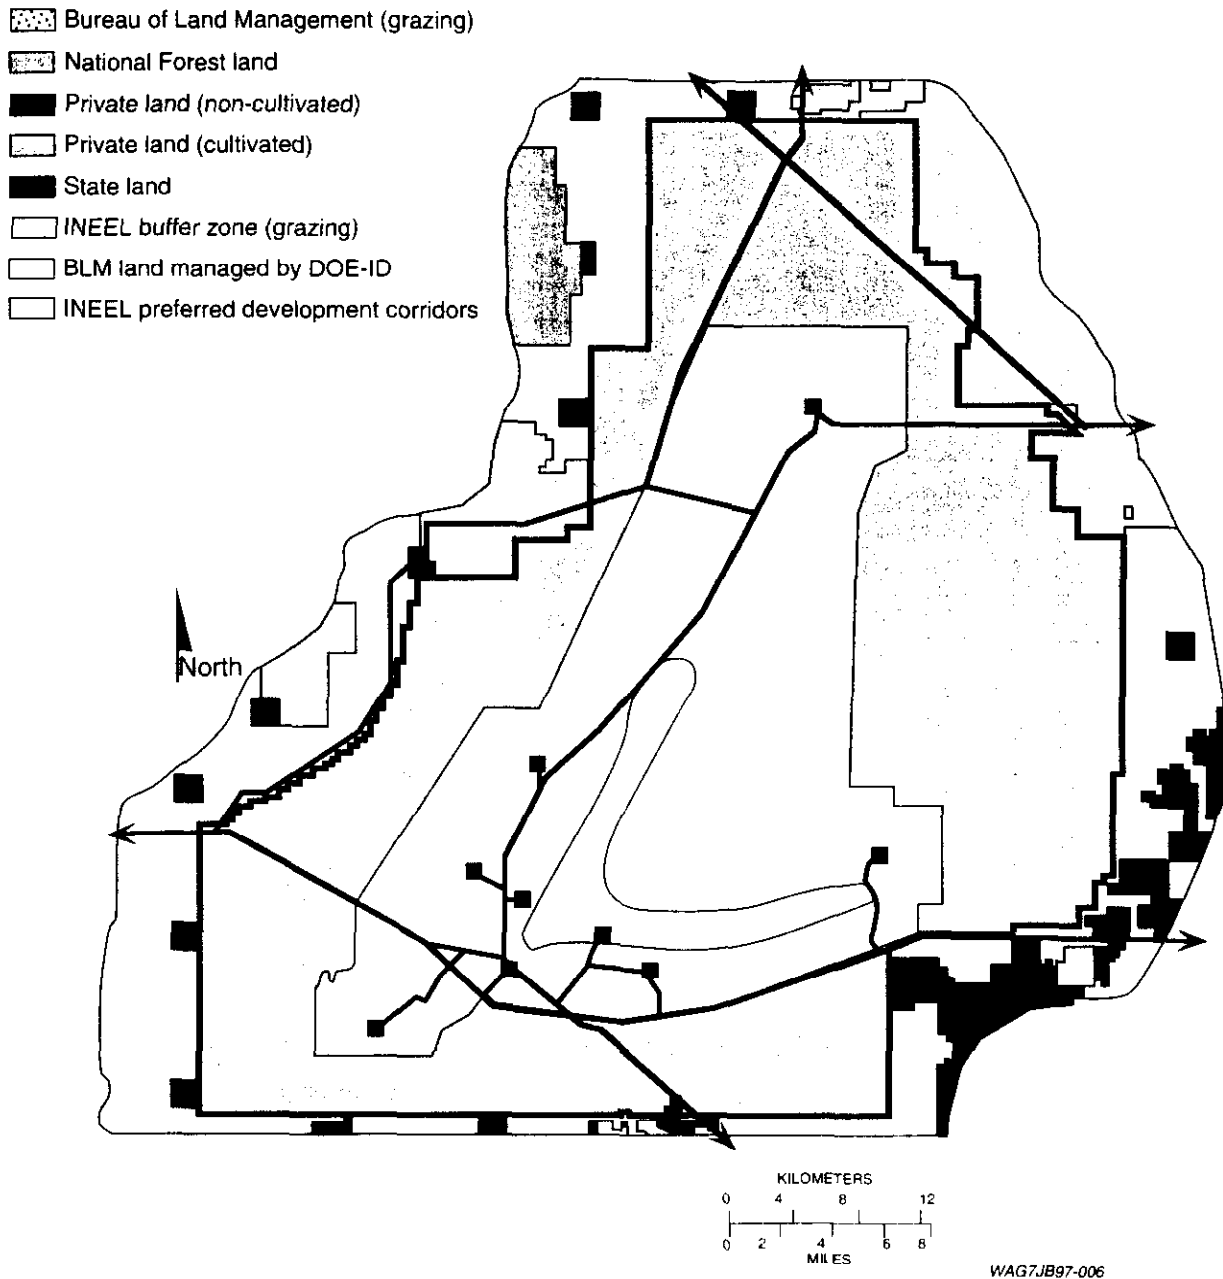 Bureau of Land Management (grazing)
National Forest land
Private land (non-cultivated)
Private land (cultivated)
State land
INEEL buffer zone (grazing)
BLM land managed by DOE-ID
INEEL preferred development corridors
North
KILOMETERS
0 4 8 12
0 2 4 6 8
MILES
WAG7JB97-006